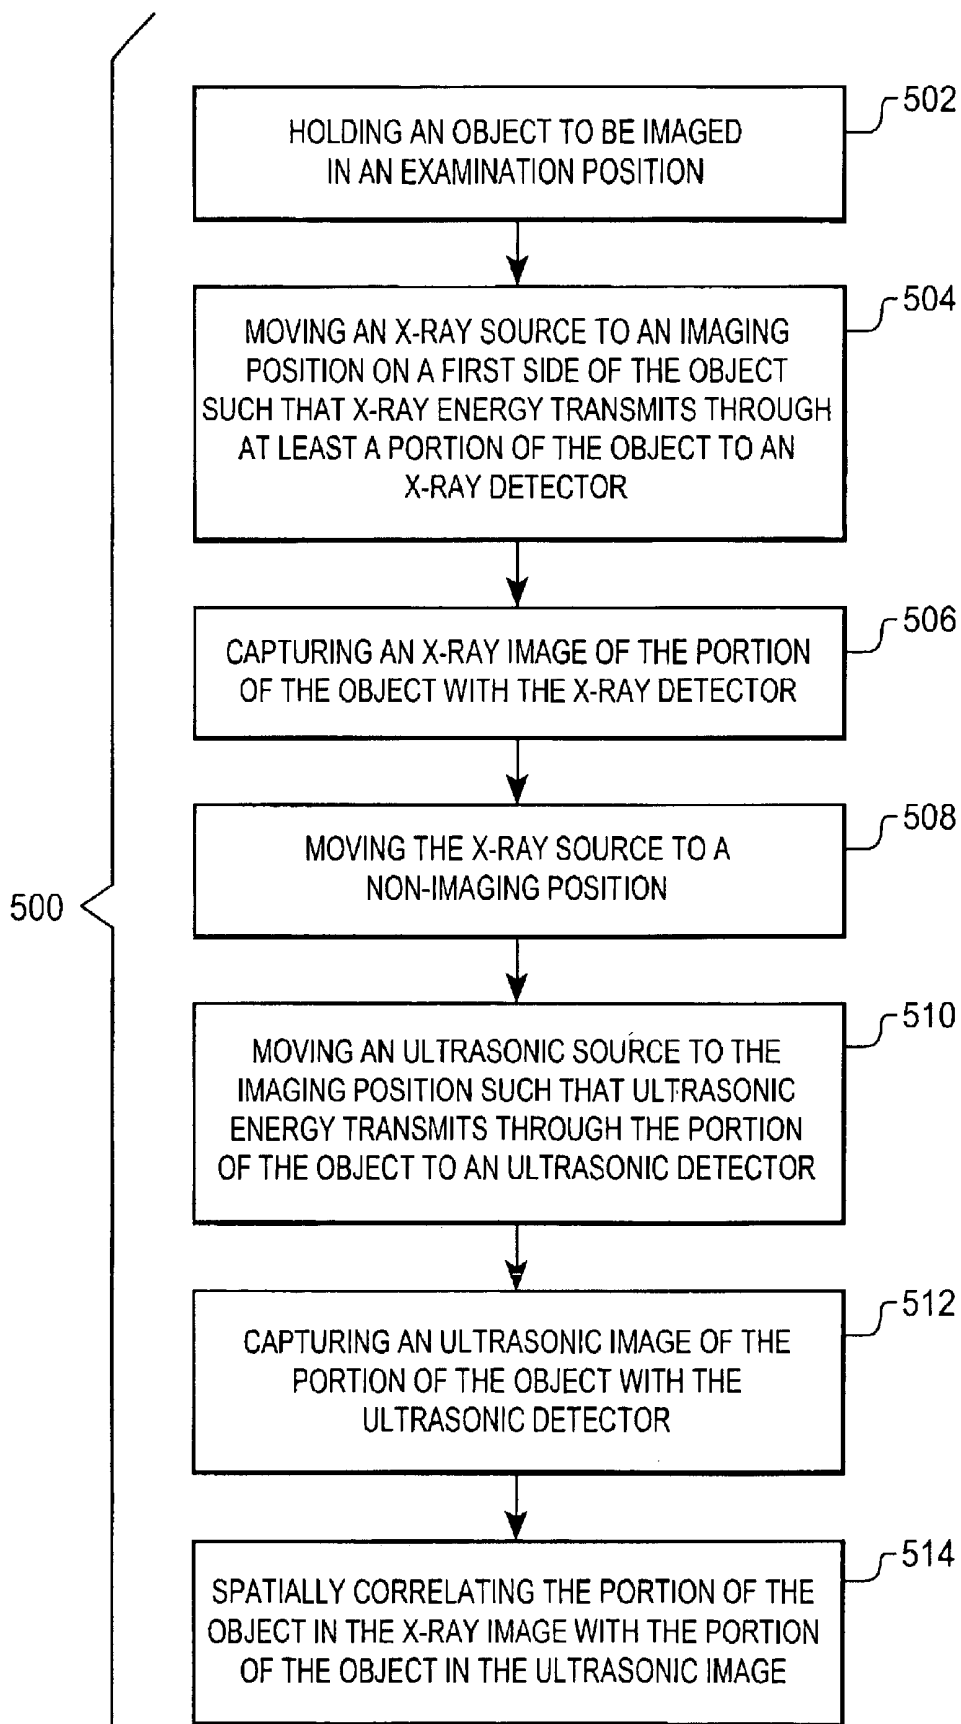 502
HOLDING AN OBJECT TO BE IMAGED
IN AN EXAMINATION POSITION
504
MOVING AN X-RAY SOURCE TO AN IMAGING
POSITION ON A FIRST SIDE OF THE OBJECT
SUCH THAT X-RAY ENERGY TRANSMITS THROUGH
AT LEAST A PORTION OF THE OBJECT TO AN
X-RAY DETECTOR
506
CAPTURING AN X-RAY IMAGE OF THE PORTION
OF THE OBJECT WITH THE X-RAY DETECTOR
508
MOVING THE X-RAY SOURCE TO A
NON-IMAGING POSITION
500
510
MOVING AN ULTRASONIC SOURCE TO THE
IMAGING POSITION SUCH THAT ULTRASONIC
ENERGY TRANSMITS THROUGH THE PORTION
OF THE OBJECT TO AN ULTRASONIC DETECTOR
512
CAPTURING AN ULTRASONIC IMAGE OF THE
PORTION OF THE OBJECT WITH THE
ULTRASONIC DETECTOR
514
SPATIALLY CORRELATING THE PORTION OF THE
OBJECT IN THE X-RAY IMAGE WITH THE PORTION
OF THE OBJECT IN THE ULTRASONIC IMAGE